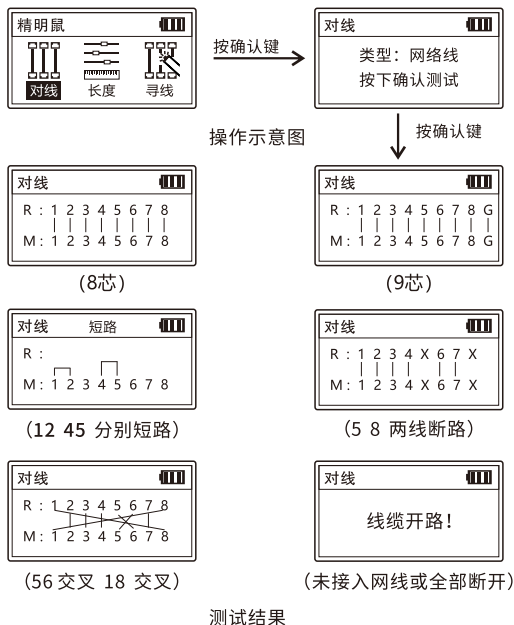 精明鼠
对线 长度 寻线
按确认键
对线
类型：网络线
按下确认测试
操作示意图
按确认键
对线
R : 1 2 3 4 5 6 7 8
M : 1 2 3 4 5 6 7 8
(8芯)
对线
R : 1 2 3 4 5 6 7 8 G
M : 1 2 3 4 5 6 7 8 G
(9芯)
对线 短路
R :
M : 1 2 3 4 5 6 7 8
（12 45 分别短路）
对线
R : 1 2 3 4 X 6 7 X
M : 1 2 3 4 X 6 7 X
（5 8 两线断路）
对线
R : 1 2 3 4 5 6 7 8
M : 1 2 3 4 5 6 7 8
（56 交叉 18 交叉）
对线
线缆开路！
（未接入网线或全部断开）
测试结果